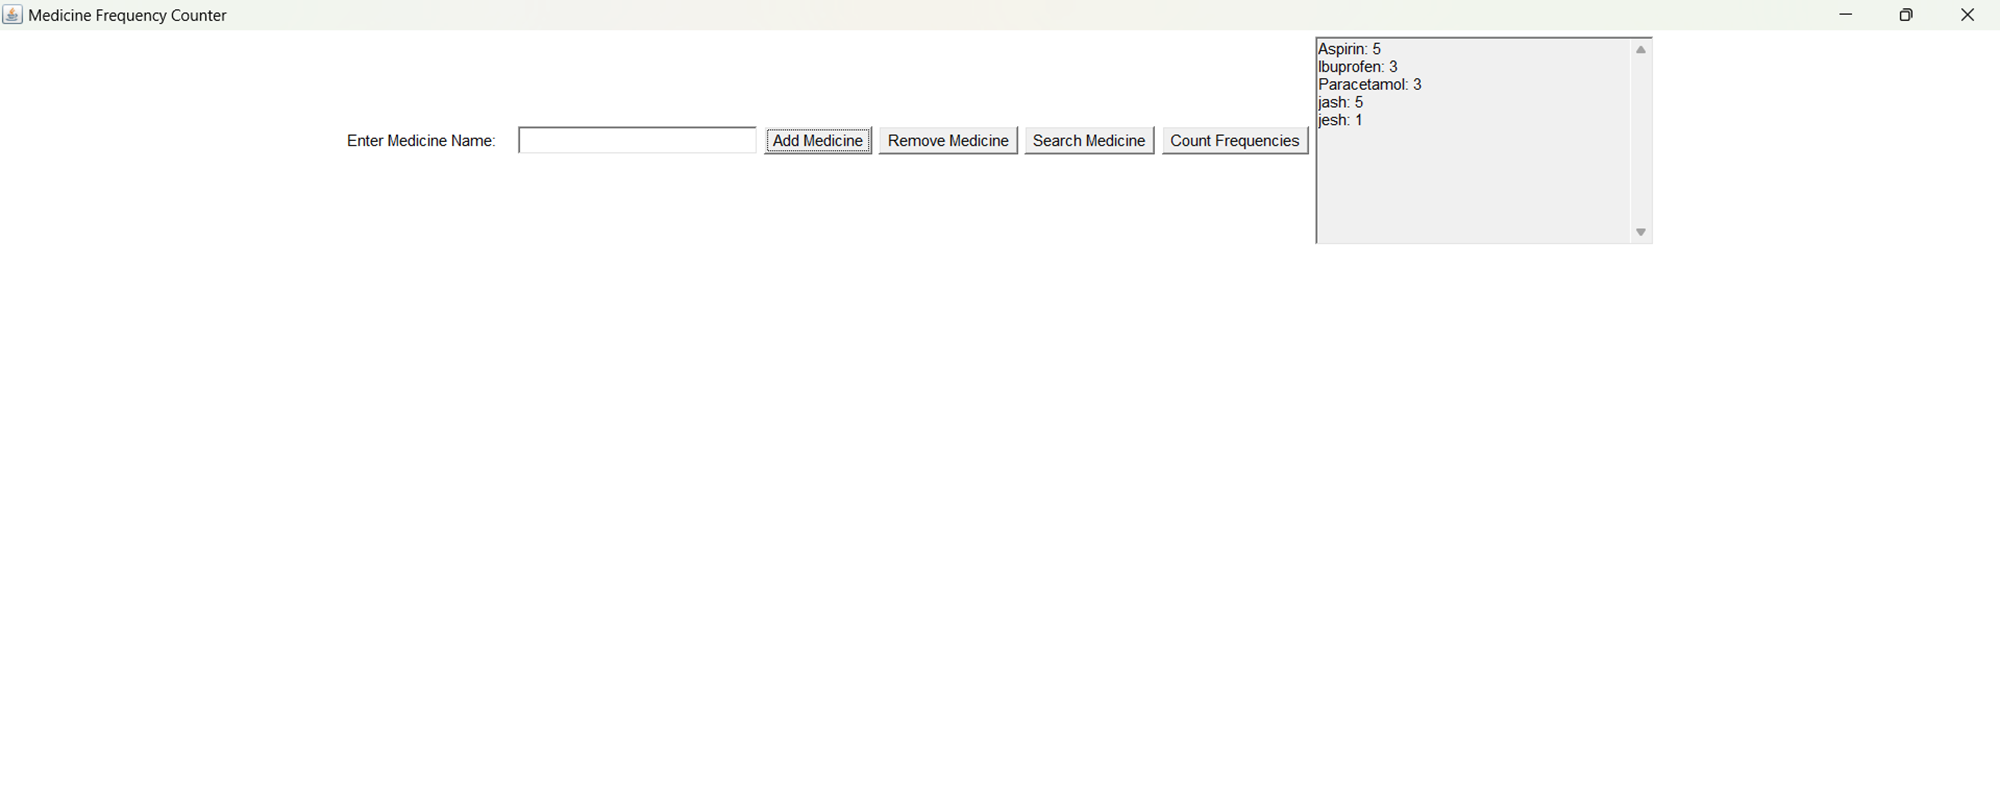 Medicine Frequency Counter
Enter Medicine Name:
Add Medicine
Remove Medicine
Search Medicine
Count Frequencies
Aspirin: 5
Ibuprofen: 3
Paracetamol: 3
jash: 5
jesh: 1